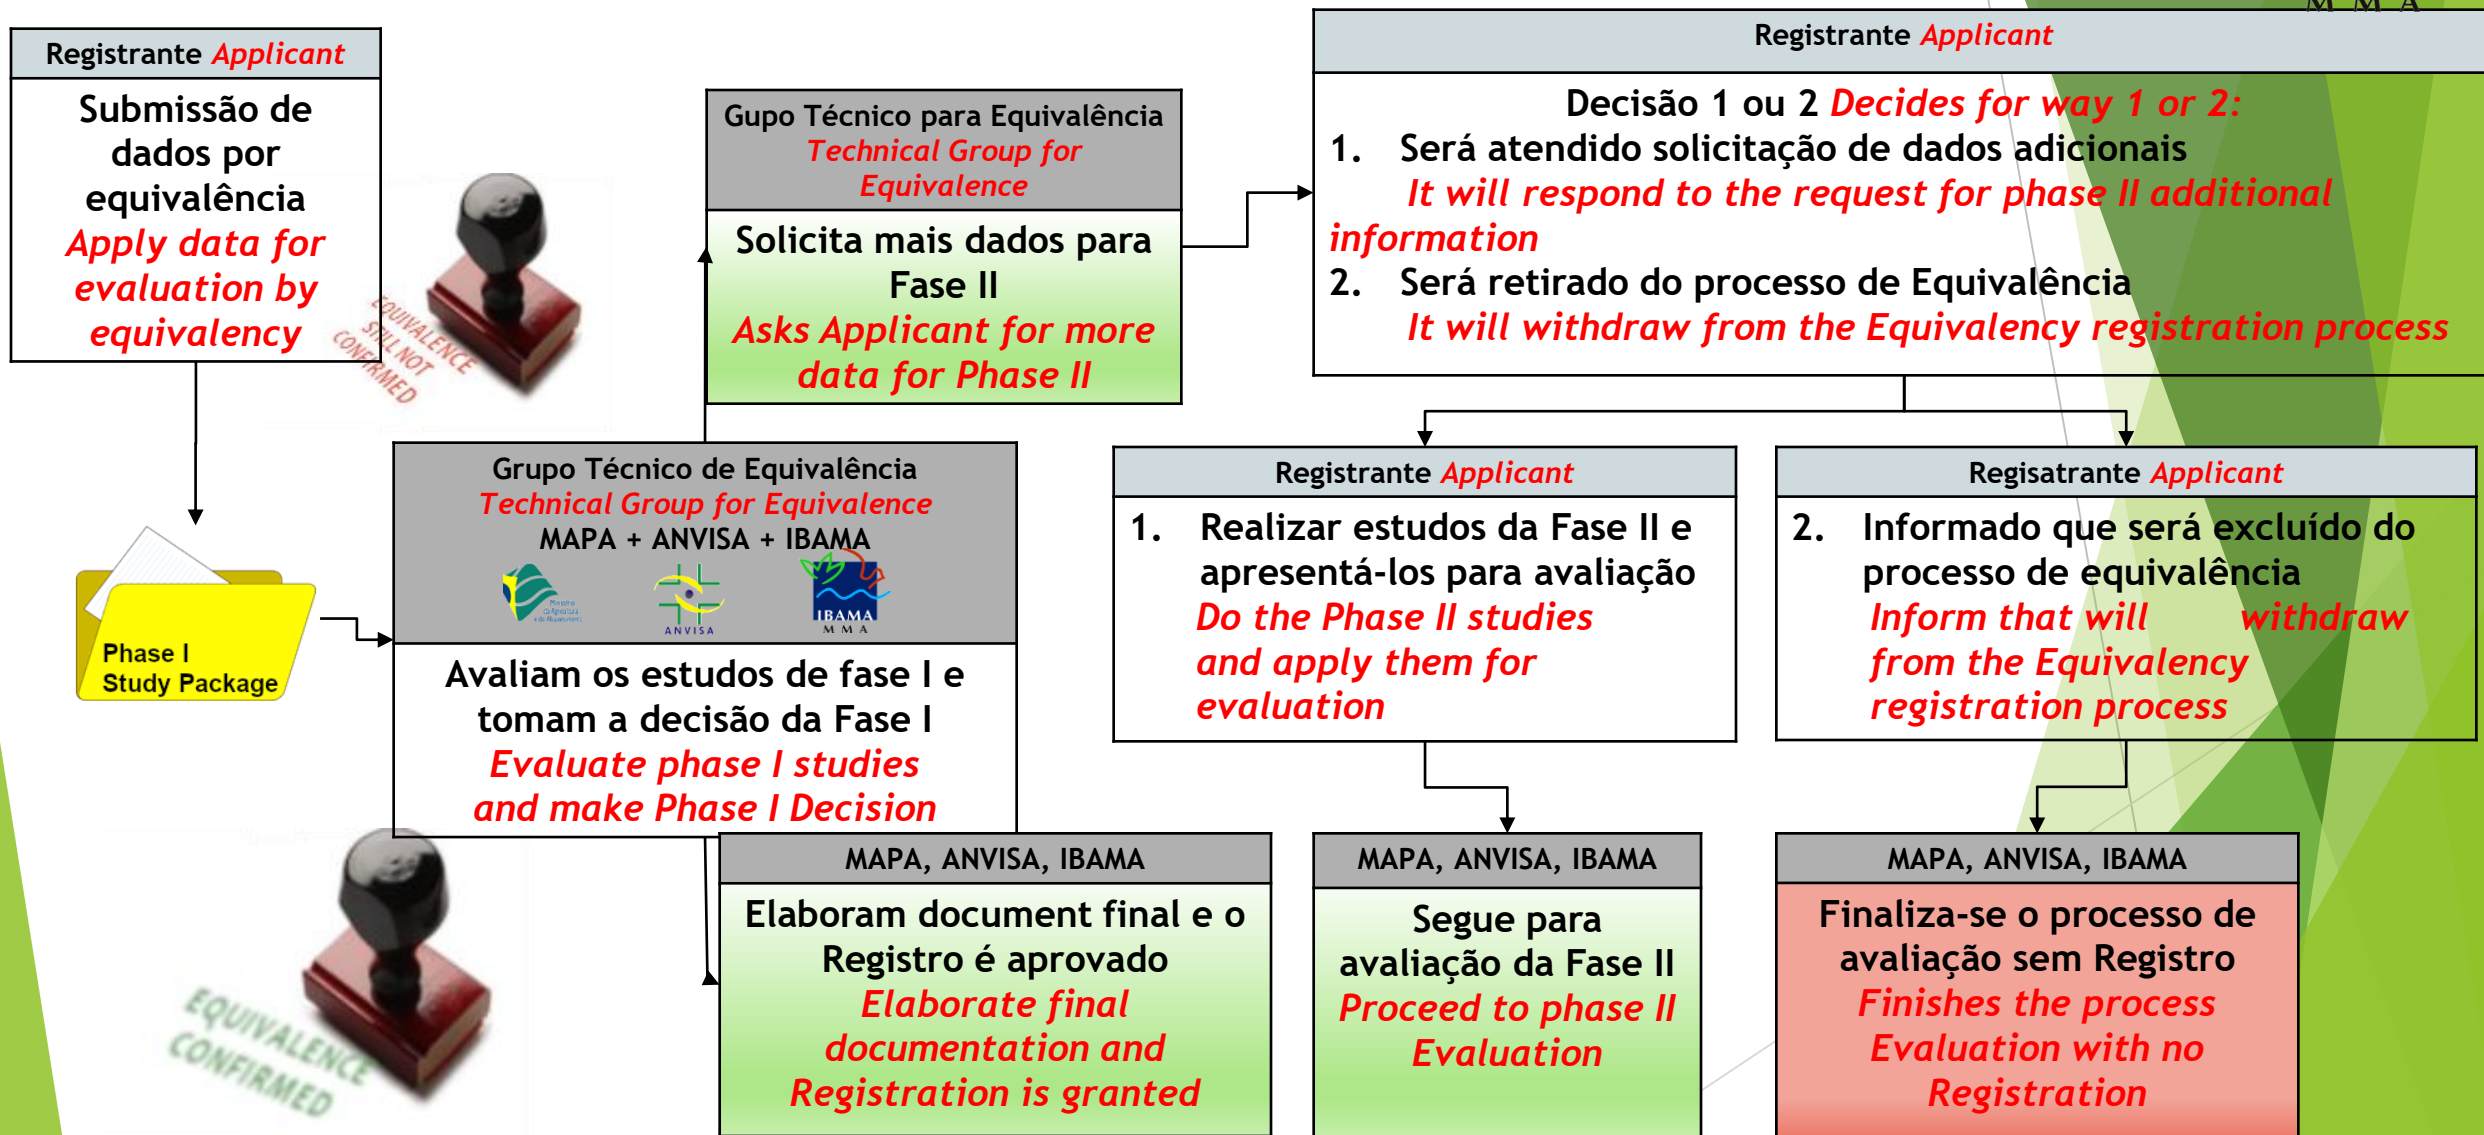 M M A
Registrante Applicant
Submissão de
dados por
equivalência
Apply data for
evaluation by
equivalency
EQUIVALENCE
STILL NOT
CONFIRMED
Gupo Técnico para Equivalência
Technical Group for
Equivalence
Solicita mais dados para
Fase II
Asks Applicant for more
data for Phase II
Registrante Applicant
Decisão 1 ou 2 Decides for way 1 or 2:
1. Será atendido solicitação de dados adicionais
It will respond to the request for phase II additional
information
2. Será retirado do processo de Equivalência
It will withdraw from the Equivalency registration process
Phase I
Study Package
Grupo Técnico de Equivalência
Technical Group for Equivalence
MAPA + ANVISA + IBAMA
Ministério
da Agricultura
e do Abastecimento
ANVISA
IBAMA
M M A
Avaliam os estudos de fase I e
tomam a decisão da Fase I
Evaluate phase I studies
and make Phase I Decision
Registrante Applicant
1. Realizar estudos da Fase II e
apresentá-los para avaliação
Do the Phase II studies
and apply them for
evaluation
Regisatrante Applicant
2. Informado que será excluído do
processo de equivalência
Inform that will withdraw
from the Equivalency
registration process
EQUIVALENCE
CONFIRMED
MAPA, ANVISA, IBAMA
Elaboram document final e o
Registro é aprovado
Elaborate final
documentation and
Registration is granted
MAPA, ANVISA, IBAMA
Segue para
avaliação da Fase II
Proceed to phase II
Evaluation
MAPA, ANVISA, IBAMA
Finaliza-se o processo de
avaliação sem Registro
Finishes the process
Evaluation with no
Registration